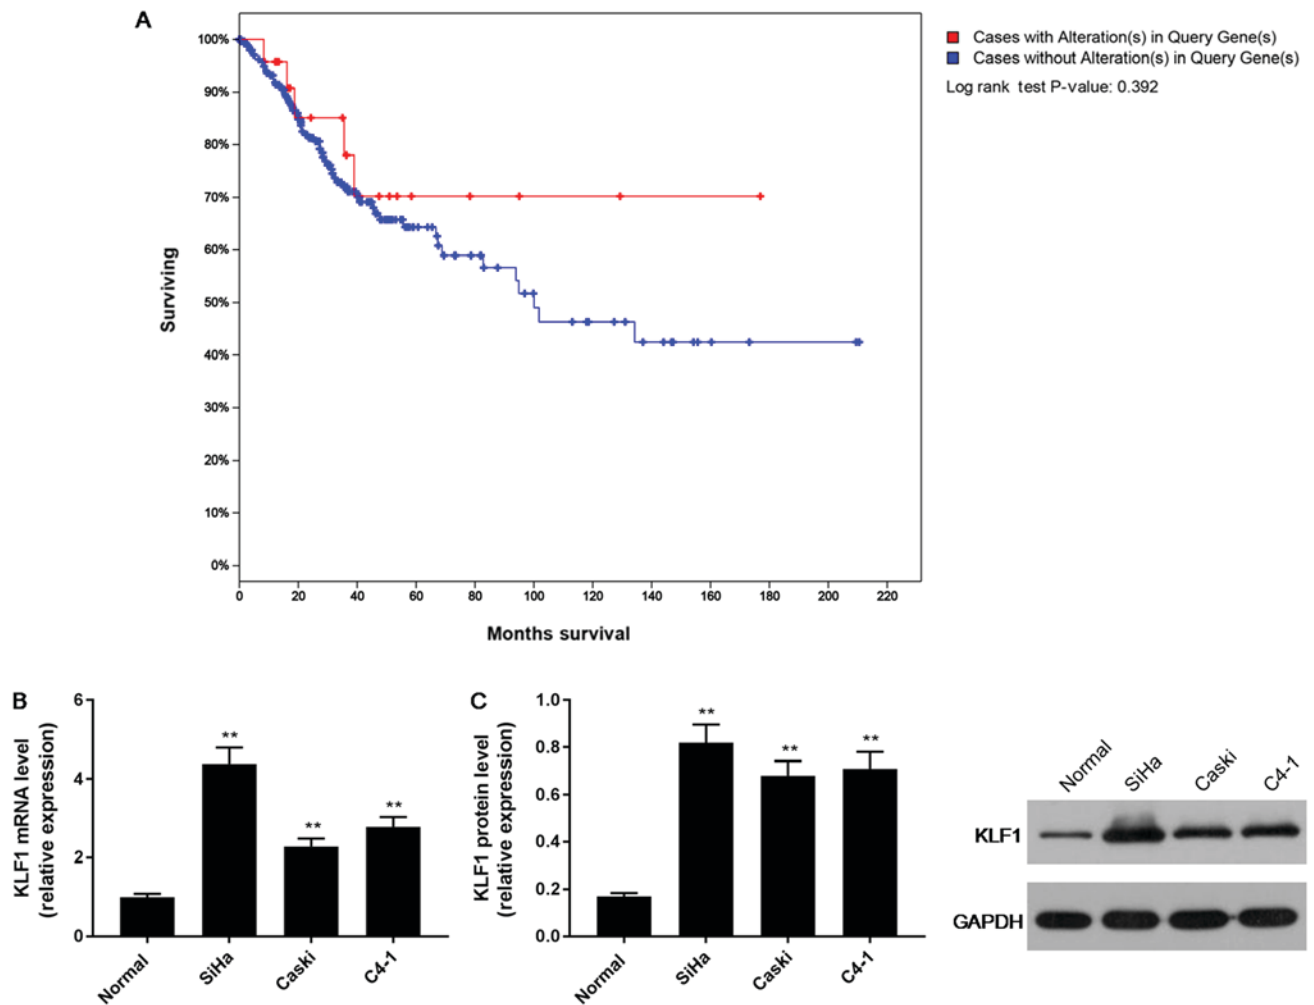 A
100%
90%
80%
70%
60%
50%
40%
30%
20%
10%
0%
Surviving
0 20 40 60 80 100 120 140 160 180 200 220
Months survival
Cases with Alteration(s) in Query Gene(s)
Cases without Alteration(s) in Query Gene(s)
Log rank test P-value: 0.392
B
KLF1 mRNA level
(relative expression)
6
4
2
0
**
**
**
Normal
SiHa
Caski
C4-1
C
KLF1 protein level
(relative expression)
1.0
0.8
0.6
0.4
0.2
0.0
**
**
**
Normal
SiHa
Caski
C4-1
Normal
SiHa
Caski
C4-1
KLF1
GAPDH